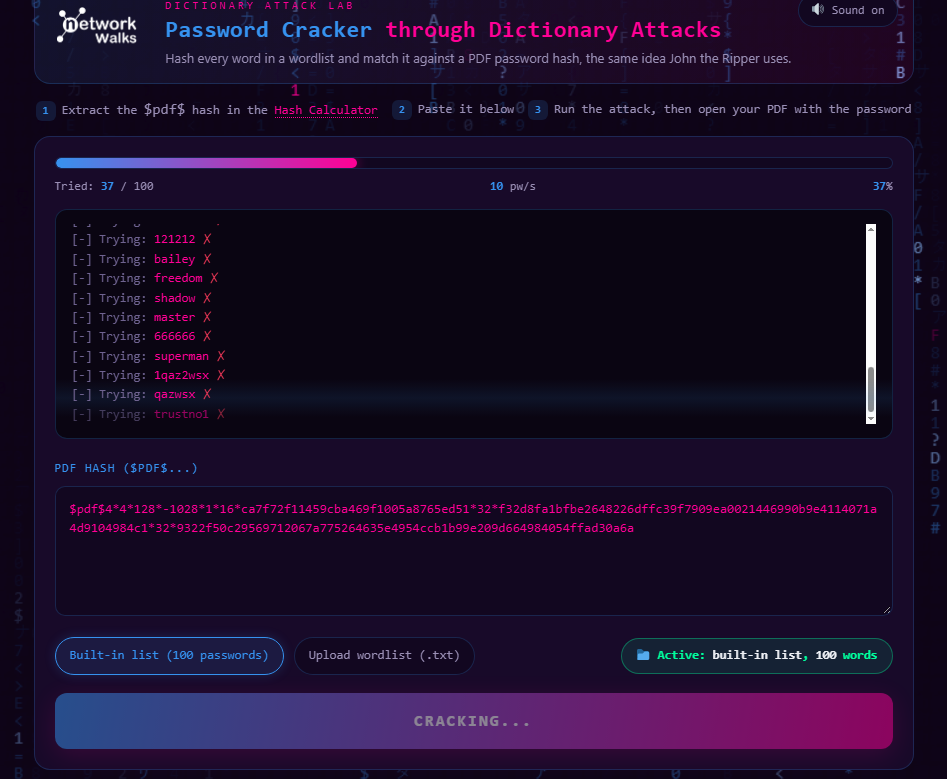 DICTIONARY ATTACK LAB
Sound on
network
Walks
Password Cracker through Dictionary Attacks
Hash every word in a wordlist and match it against a PDF password hash, the same idea John the Ripper uses.
1 Extract the $pdf$ hash in the Hash Calculator 2 Paste it below 3 Run the attack, then open your PDF with the password
Tried: 37 / 100 10 pw/s 37%
[-] Trying: 121212 ✗
[-] Trying: bailey ✗
[-] Trying: freedom ✗
[-] Trying: shadow ✗
[-] Trying: master ✗
[-] Trying: 666666 ✗
[-] Trying: superman ✗
[-] Trying: 1qaz2wsx ✗
[-] Trying: qazwsx ✗
[-] Trying: trustno1 ✗
PDF HASH ($PDF$...)
$pdf$4*4*128*-1028*1*16*ca7f72f11459cba469f1005a8765ed51*32*f32d8fa1bfbe2648226dffc39f7909ea0021446990b9e4114071a
4d9104984c1*32*9322f50c29569712067a775264635e4954ccb1b99e209d664984054ffad30a6a
Built-in list (100 passwords) Upload wordlist (.txt) Active: built-in list, 100 words
CRACKING...